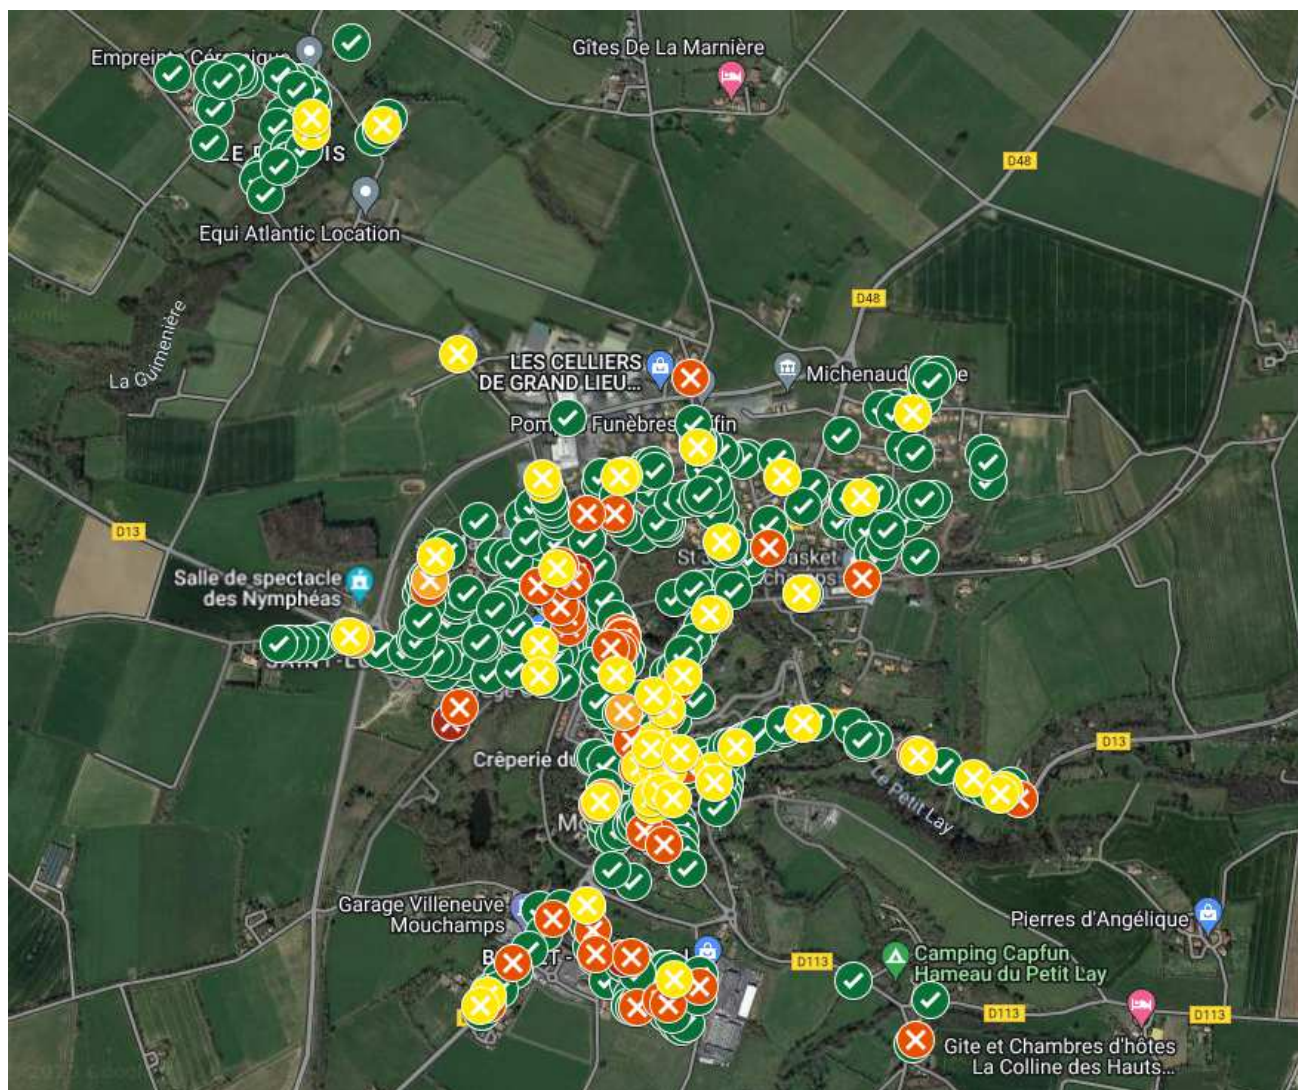 Empreinte Céramique
Gîtes De La Marnière
D48
Equi Atlantic Location
D48
La Guimenière
LES CELLIERS
DE GRAND LIEU...
Michenaud
D13
Salle de spectacle
des Nymphéas
D13
Crêperie du
Le Petit Lay
Garage Villeneuve
Mouchamps
Pierres d'Angélique
D113
Camping Capfun
Hameau du Petit Lay
D113
D113
Gite et Chambres d'hôtes
La Colline des Hauts...